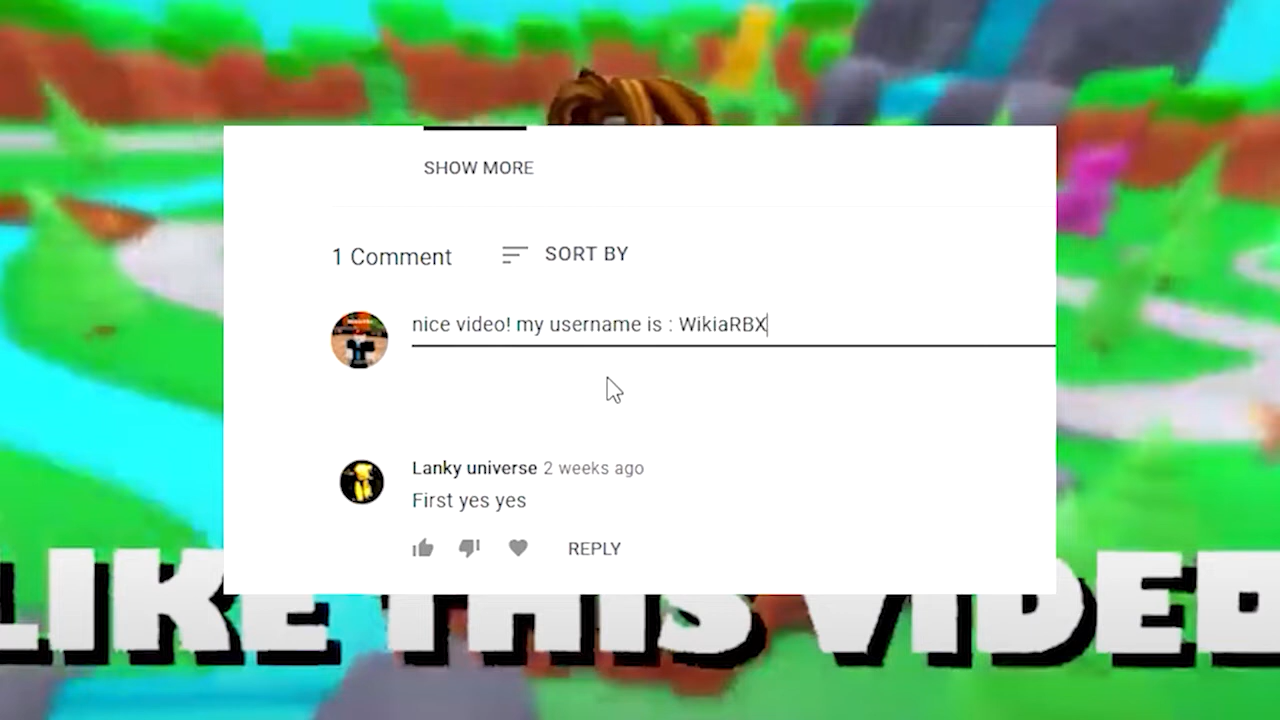 SHOW MORE
1 Comment
SORT BY
nice video! my username is : WikiaRBX
Lanky universe 2 weeks ago
First yes yes
REPLY
LIKE THIS VIDEO